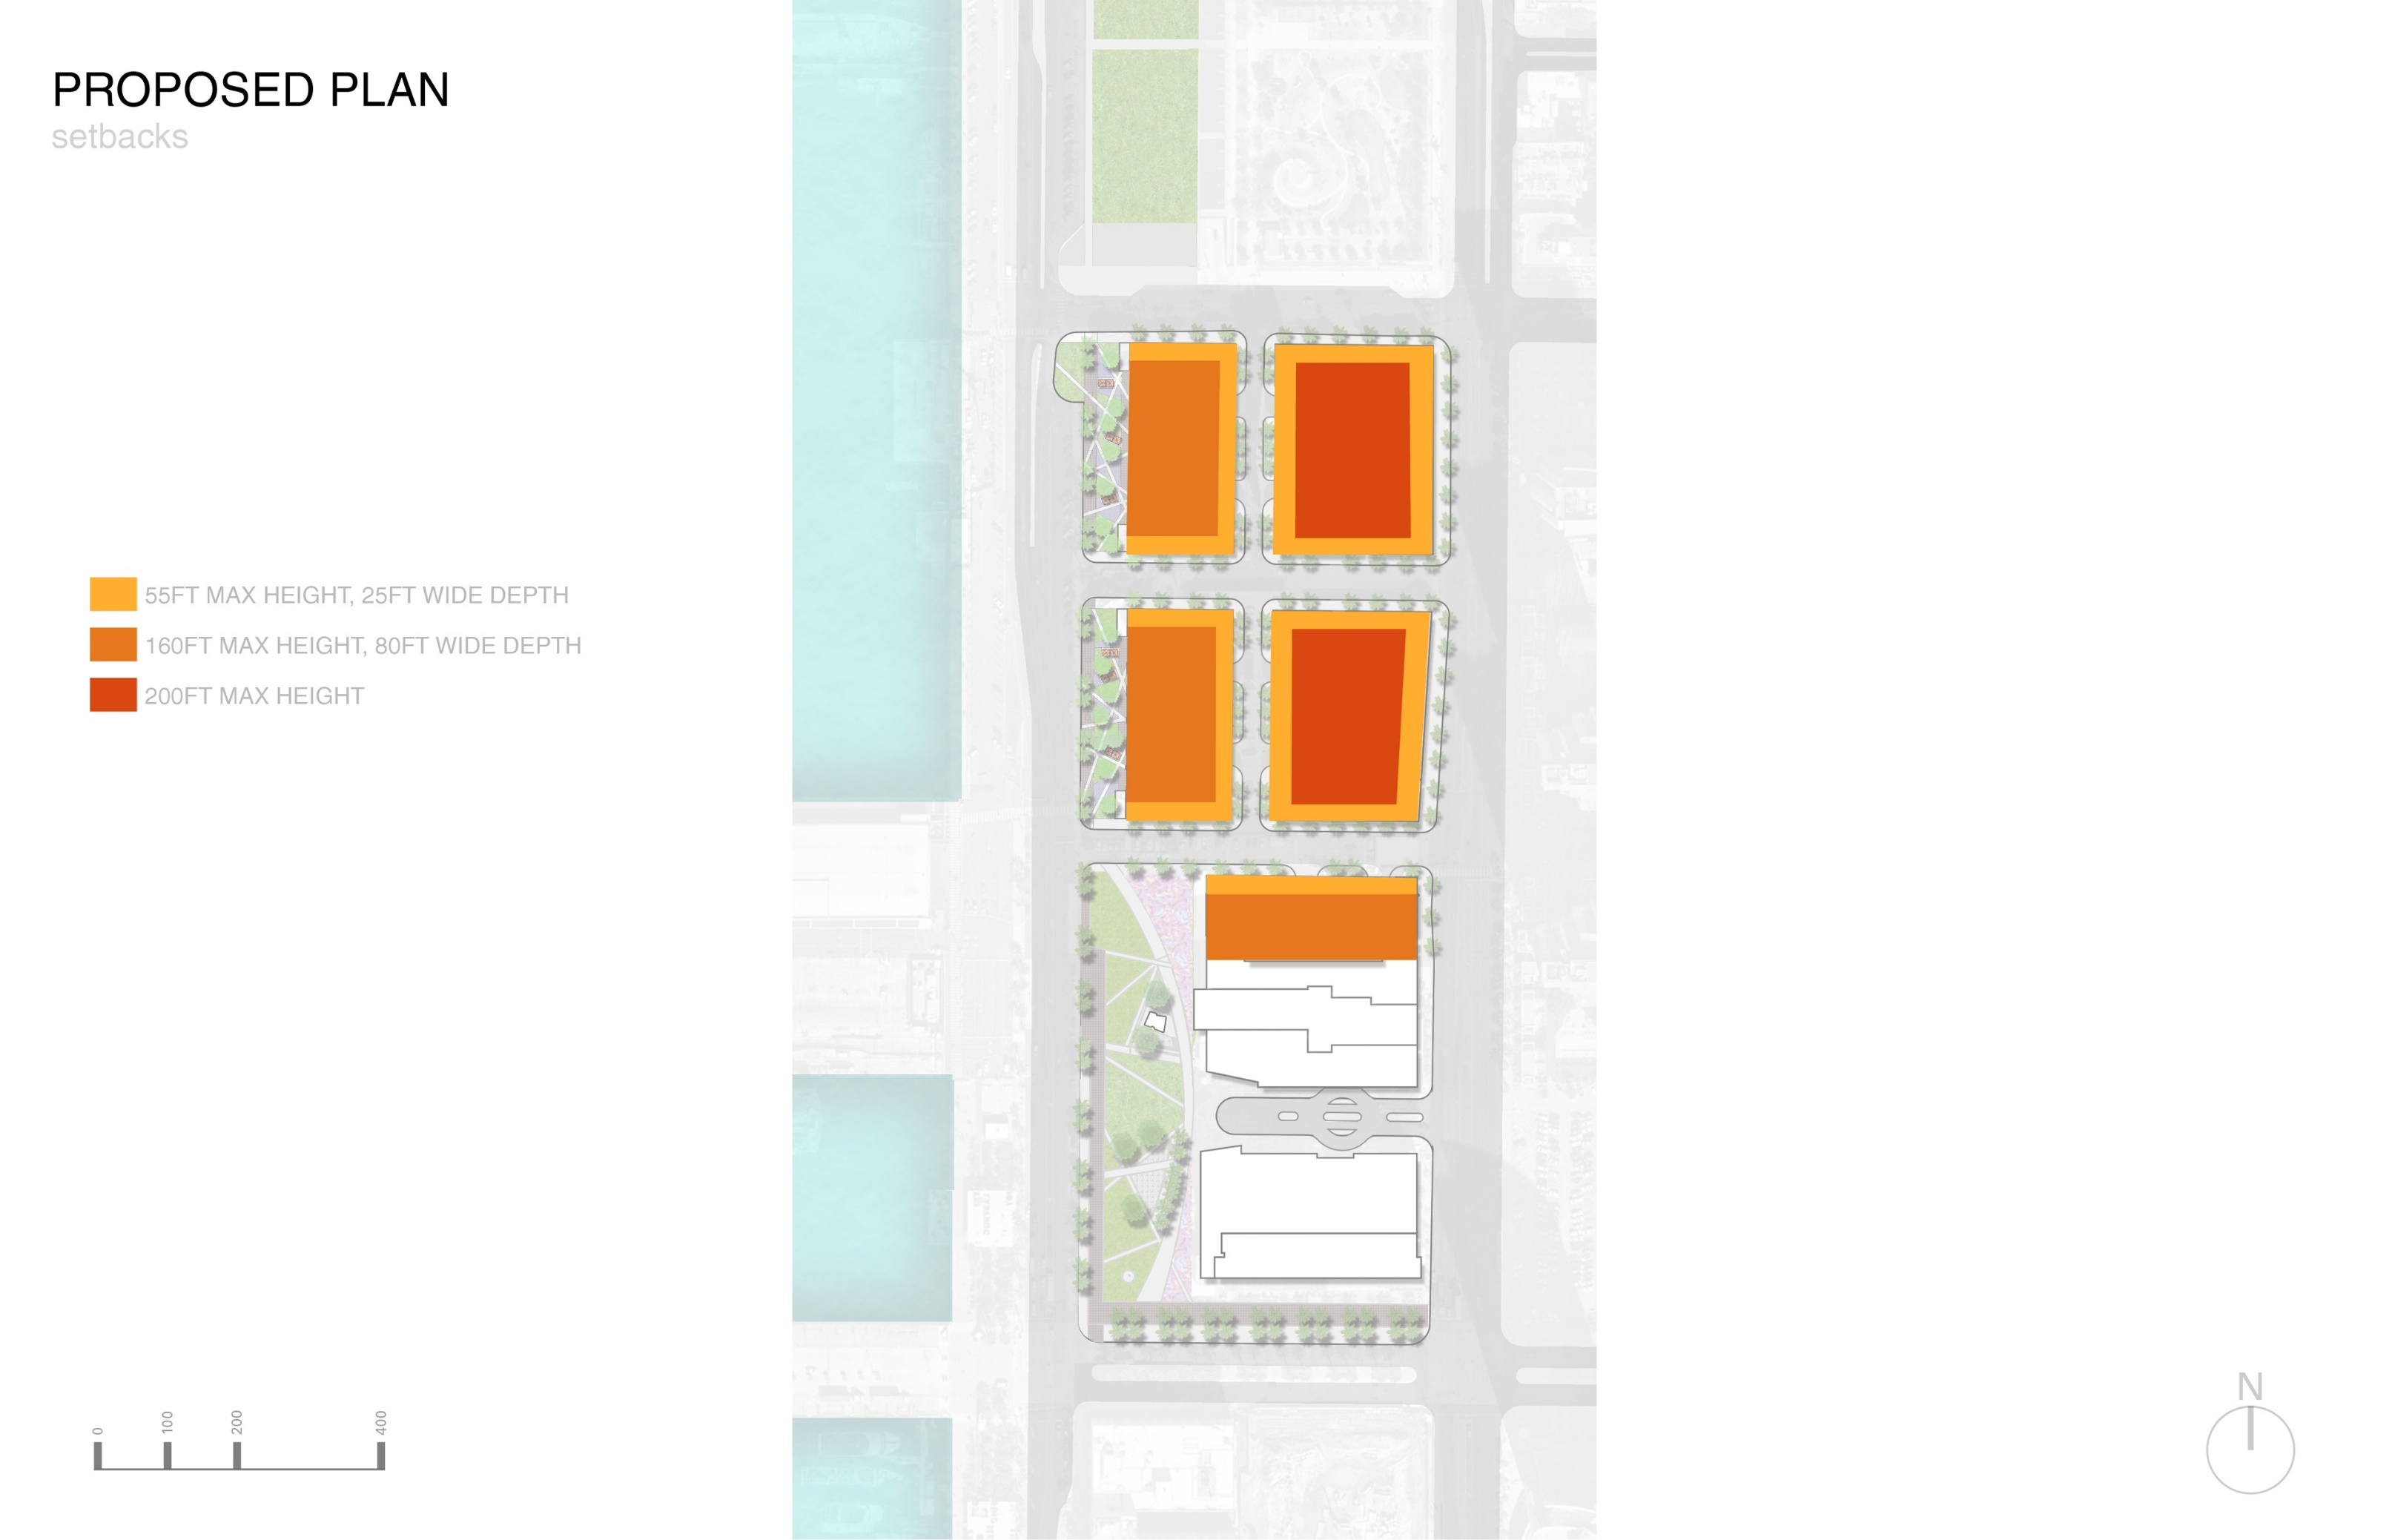 PROPOSED PLAN
setbacks
55FT MAX HEIGHT, 25FT WIDE DEPTH
160FT MAX HEIGHT, 80FT WIDE DEPTH
200FT MAX HEIGHT
0
100
200
400
N